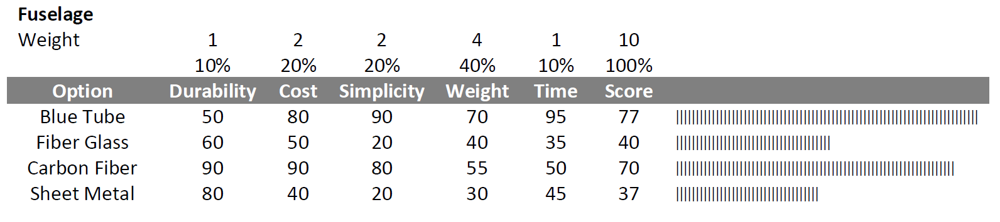 Fuselage
Weight 1 2 2 4 1 10
10% 20% 20% 40% 10% 100%
Option Durability Cost Simplicity Weight Time Score
Blue Tube 50 80 90 70 95 77
Fiber Glass 60 50 20 40 35 40
Carbon Fiber 90 90 80 55 50 70
Sheet Metal 80 40 20 30 45 37